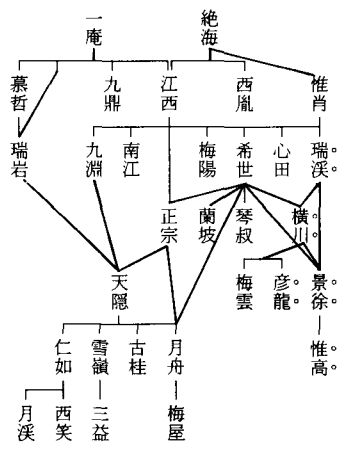 一庵
絶海
慕哲
九鼎
江西
西胤
惟肖
瑞岩
九淵
南江
梅陽
希世
心田
瑞渓。。
正宗
蘭坡
琴叔
横川。。
天隠
梅雲
彦龍。。
景徐。。
仁如
雪嶺
古桂
月舟
惟高。。
月渓
西笑
三益
梅屋